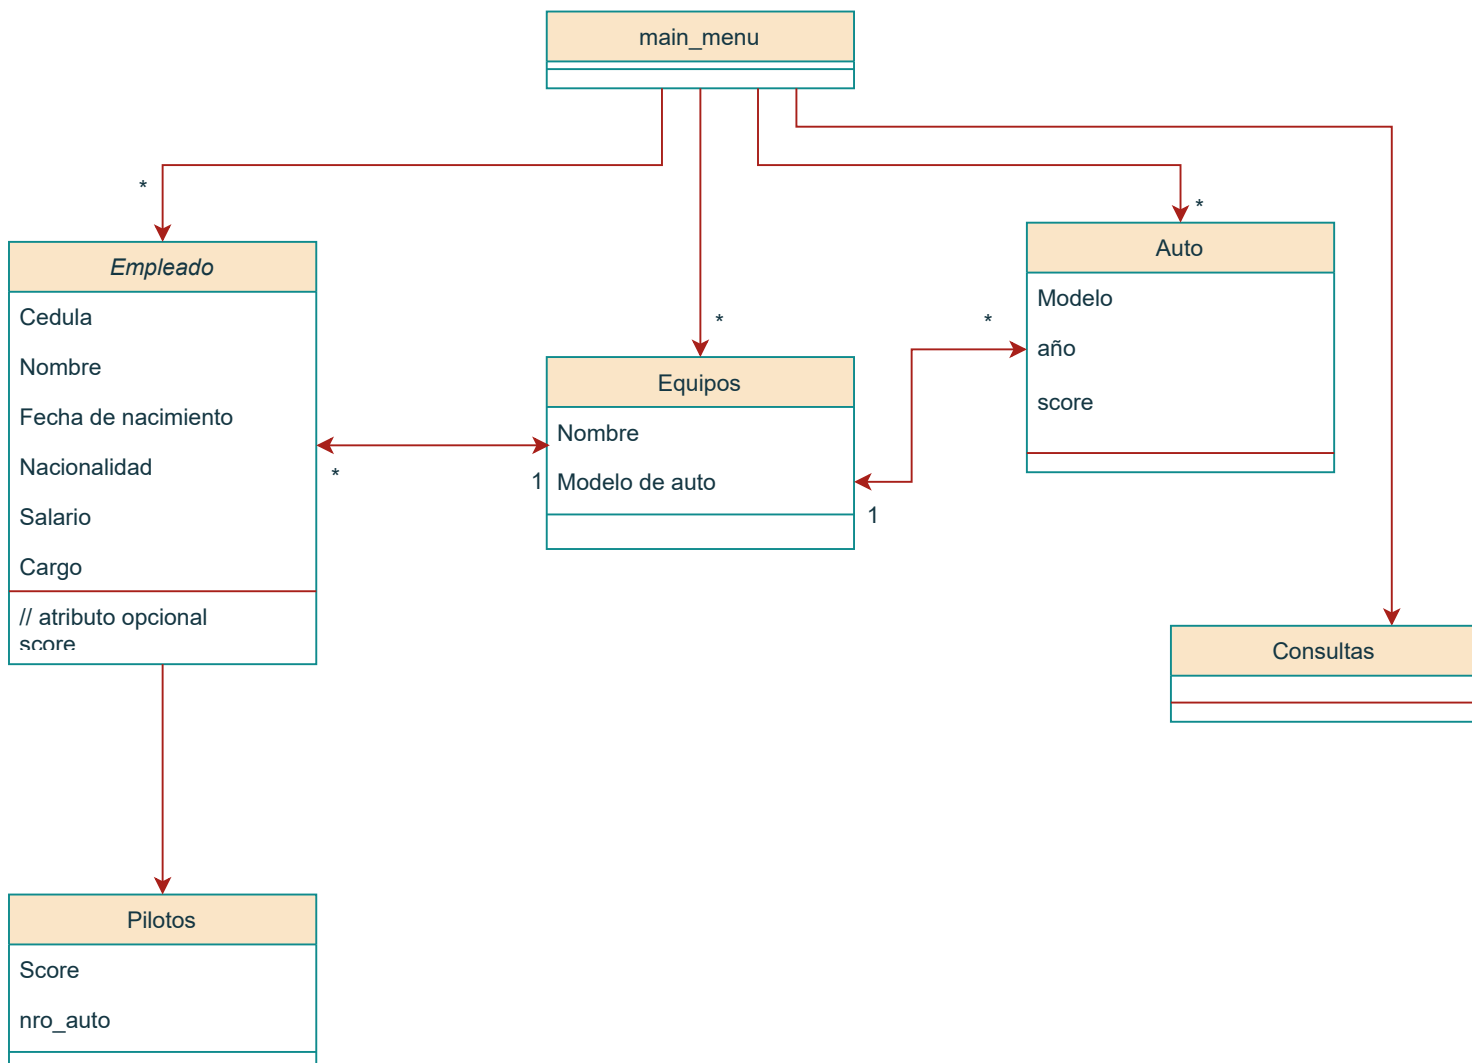 main_menu
*
*
Empleado
Auto
Cedula
Modelo
Nombre
*
*
año
Fecha de nacimiento
Equipos
score
Nacionalidad
Nombre
*
1
Modelo de auto
Salario
1
Cargo
// atributo opcional
score
Consultas
Pilotos
Score
nro_auto